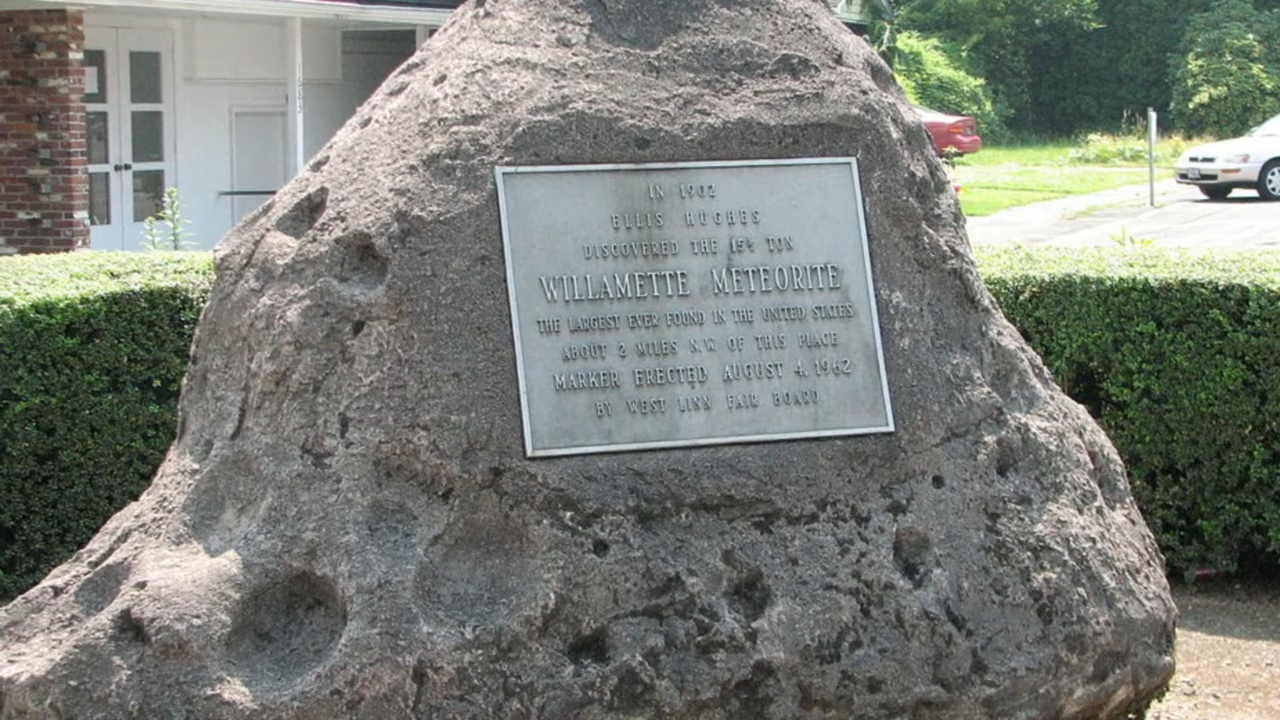 IN 1902
ELLIS HUGHES
DISCOVERED THE 15½ TON
WILLAMETTE METEORITE
THE LARGEST EVER FOUND IN THE UNITED STATES
ABOUT 2 MILES N.W. OF THIS PLACE
MARKER ERECTED AUGUST 4, 1962
BY WEST LINN FAIR BOARD